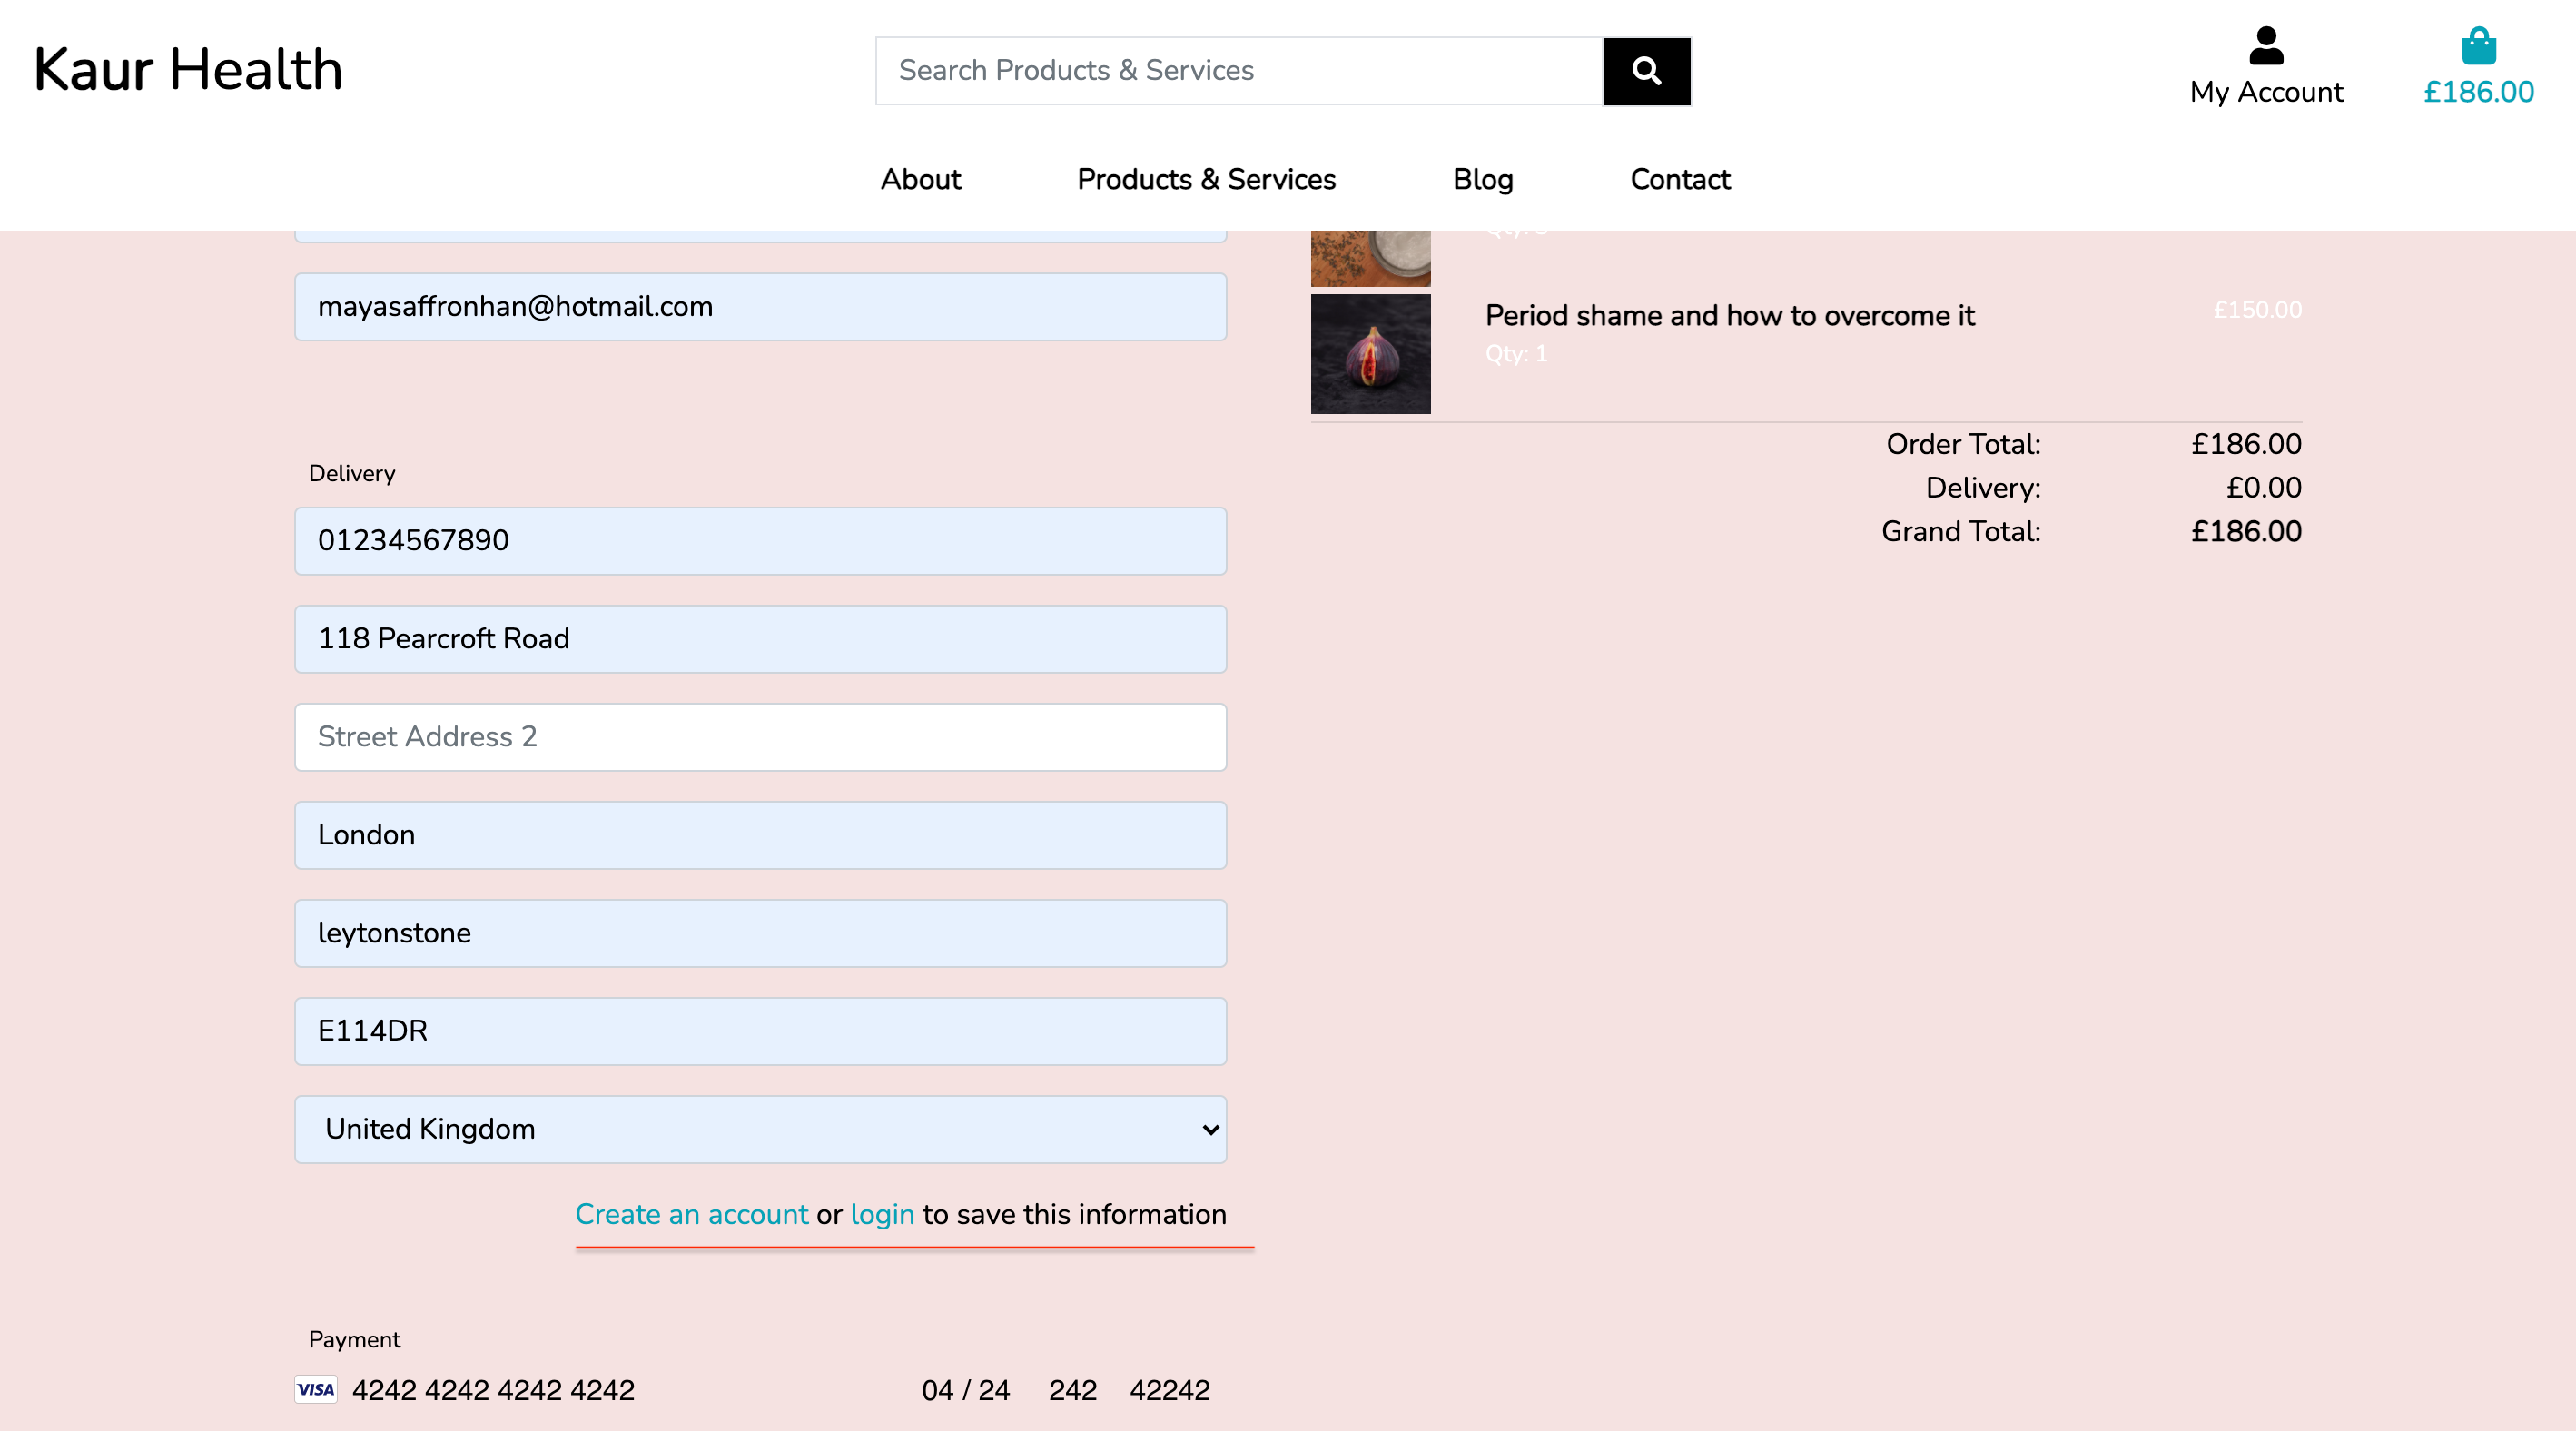 Kaur Health
Search Products & Services
My Account
£186.00
About
Products & Services
Blog
Contact
mayasaffronhan@hotmail.com
Period shame and how to overcome it
£150.00
Qty: 1
Order Total: £186.00
Delivery: £0.00
Grand Total: £186.00
Delivery
01234567890
118 Pearcroft Road
Street Address 2
London
leytonstone
E114DR
United Kingdom
Create an account or login to save this information
Payment
VISA 4242 4242 4242 4242 04 / 24 242 42242